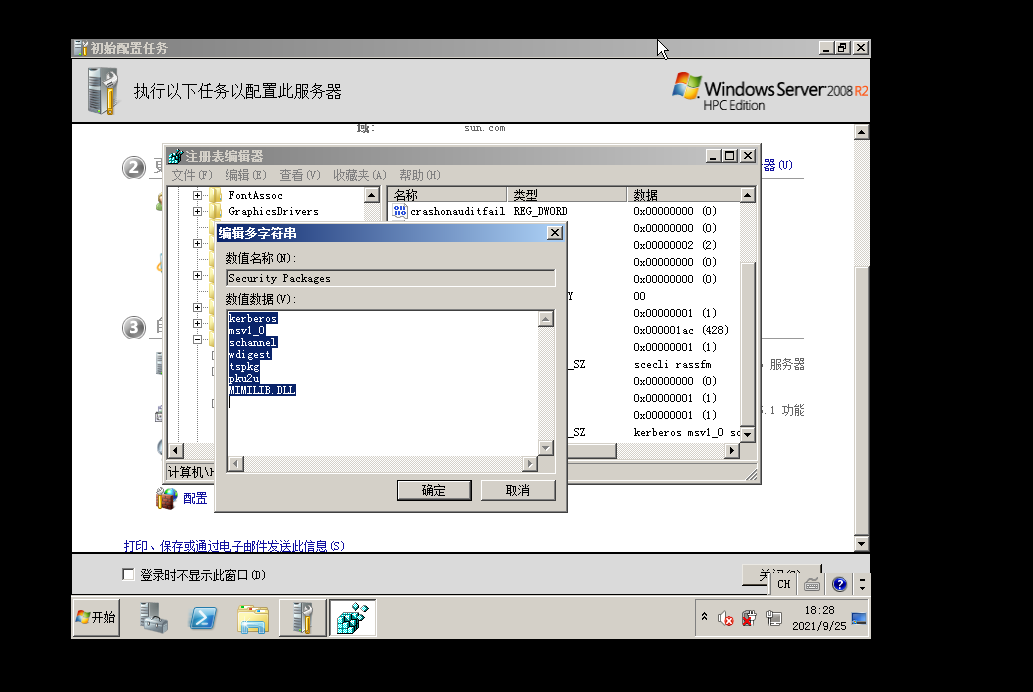 初始配置任务
执行以下任务以配置此服务器
Windows Server 2008 R2
HPC Edition
域:
sun.com
2
器(U)
注册表编辑器
文件(F) 编辑(E) 查看(V) 收藏夹(A) 帮助(H)
FontAssoc
GraphicsDrivers
名称 类型 数据
crashonauditfail REG_DWORD 0x00000000 (0)
0x00000000 (0)
0x00000002 (2)
0x00000000 (0)
0x00000000 (0)
Y 00
0x00000001 (1)
0x000001ac (428)
0x00000001 (1)
_SZ scecli rassfm
0x00000000 (0)
0x00000001 (1)
0x00000001 (1)
_SZ kerberos msv1_0 sc
计算机\H
编辑多字符串
数值名称(N):
Security Packages
数值数据(V):
kerberos
msv1_0
schannel
wdigest
tspkg
pku2u
MIMILIB.DLL
确定
取消
3
服务器
.1 功能
配置
打印、保存或通过电子邮件发送此信息(S)
登录时不显示此窗口(D)
CH
开始
18:28
2021/9/25